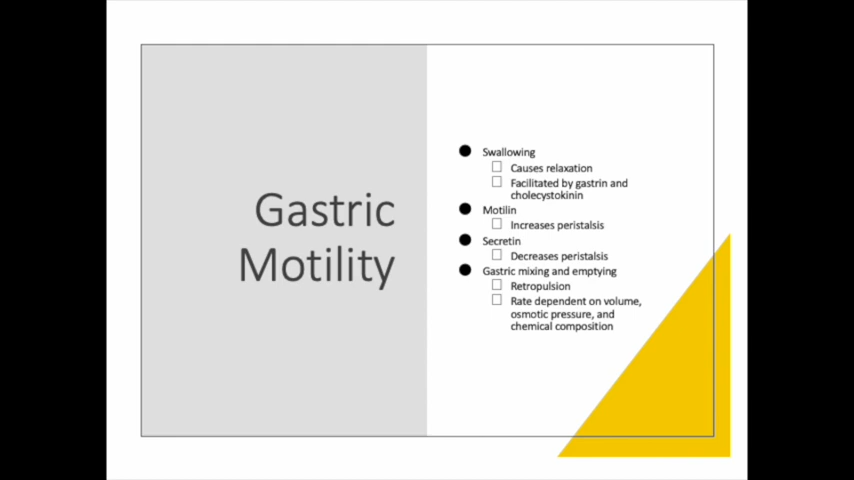 Gastric
Motility
Swallowing
Causes relaxation
Facilitated by gastrin and
cholecystokinin
Motilin
Increases peristalsis
Secretin
Decreases peristalsis
Gastric mixing and emptying
Retropulsion
Rate dependent on volume,
osmotic pressure, and
chemical composition